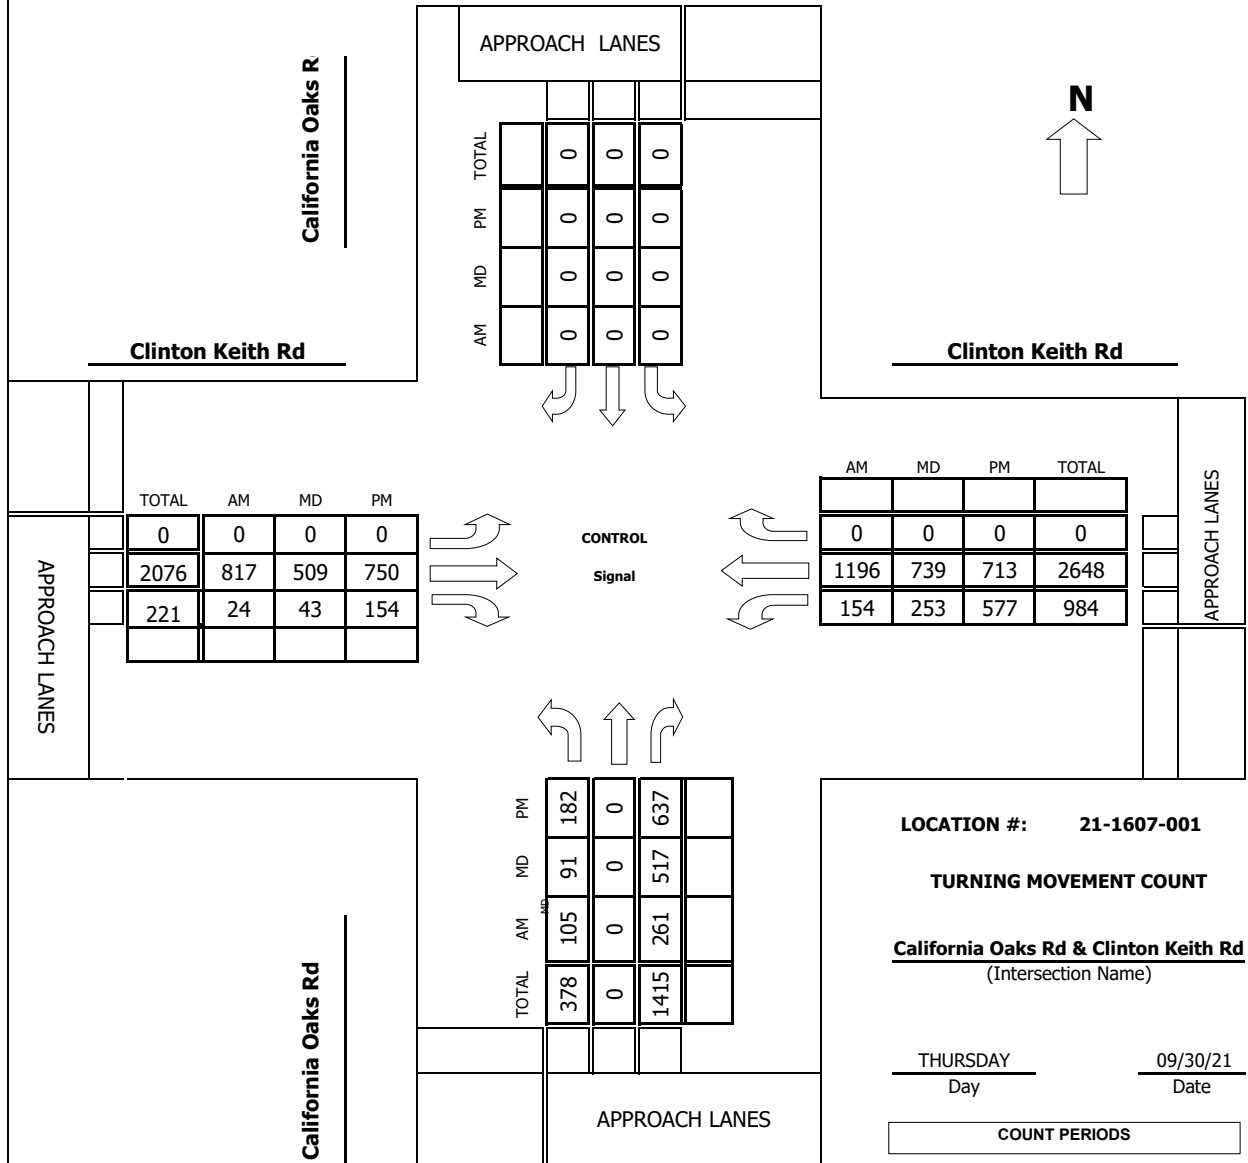 APPROACH LANES
California Oaks R
N
TOTAL 0 0 0
PM 0 0 0
MD 0 0 0
AM 0 0 0
Clinton Keith Rd
Clinton Keith Rd
TOTAL AM MD PM
0 0 0 0
2076 817 509 750
221 24 43 154
APPROACH LANES
CONTROL
Signal
AM MD PM TOTAL
0 0 0 0
1196 739 713 2648
154 253 577 984
APPROACH LANES
PM 182 0 637
MD 91 0 517
AM 105 0 261
MD
TOTAL 378 0 1415
California Oaks Rd
APPROACH LANES
LOCATION #: 21-1607-001
TURNING MOVEMENT COUNT
California Oaks Rd & Clinton Keith Rd
(Intersection Name)
THURSDAY 09/30/21
Day Date
COUNT PERIODS